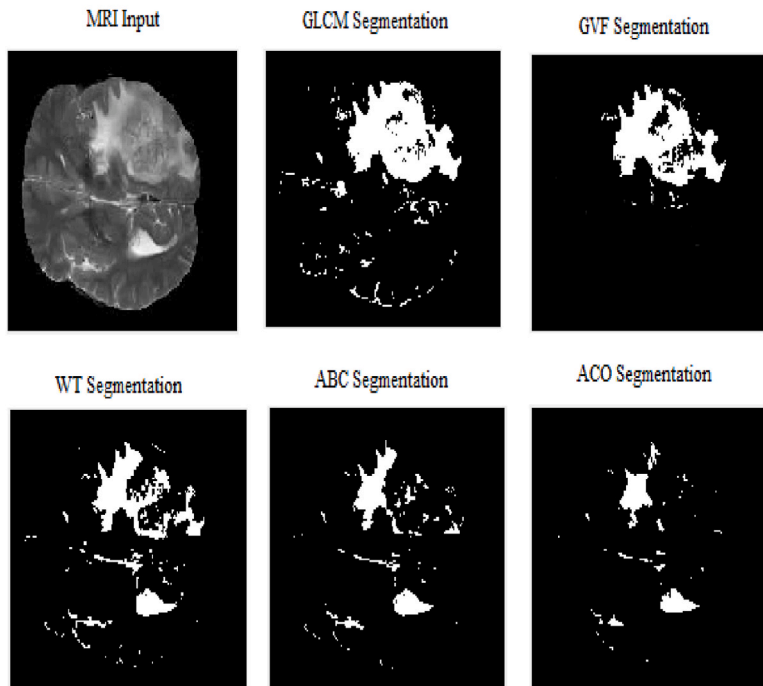 MRI Input
GLCM Segmentation
GVF Segmentation
WT Segmentation
ABC Segmentation
ACO Segmentation